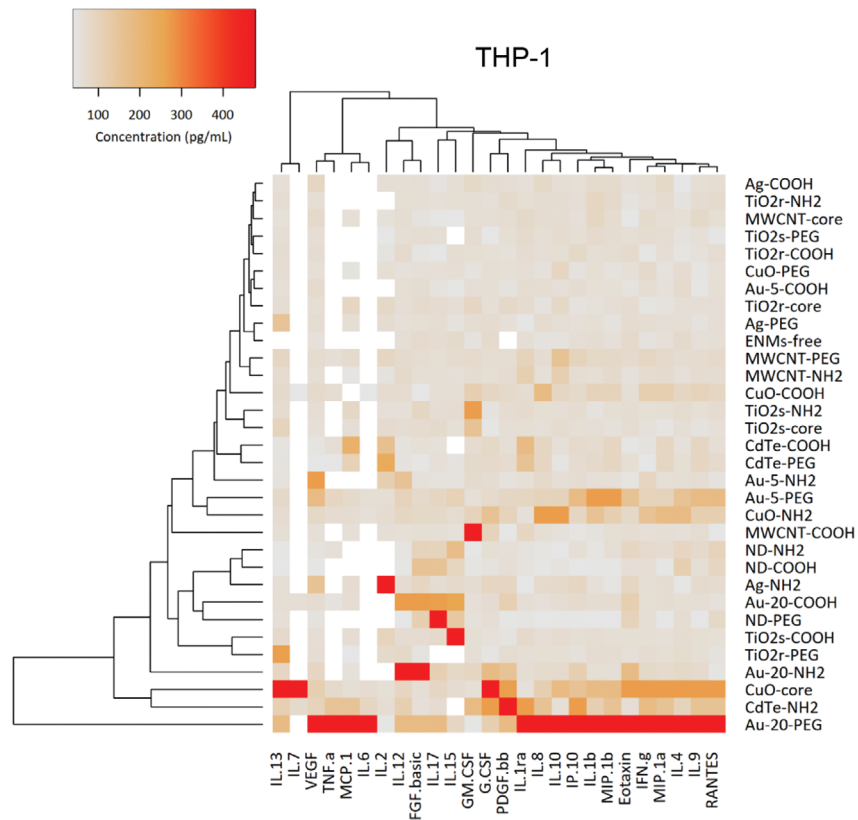 THP-1
100 200 300 400
Concentration (pg/mL)
Ag-COOH
TiO2r-NH2
MWCNT-core
TiO2s-PEG
TiO2r-COOH
CuO-PEG
Au-5-COOH
TiO2r-core
Ag-PEG
ENMs-free
MWCNT-PEG
MWCNT-NH2
CuO-COOH
TiO2s-NH2
TiO2s-core
CdTe-COOH
CdTe-PEG
Au-5-NH2
Au-5-PEG
CuO-NH2
MWCNT-COOH
ND-NH2
ND-COOH
Ag-NH2
Au-20-COOH
ND-PEG
TiO2s-COOH
TiO2r-PEG
Au-20-NH2
CuO-core
CdTe-NH2
Au-20-PEG
IL.13
IL.7
VEGF
TNF.a
MCP.1
IL.6
IL.2
IL.12
FGF.basic
IL.17
IL.15
GM.CSF
G.CSF
PDGF.bb
IL.1ra
IL.8
IL.10
IP.10
IL.1b
MIP.1b
Eotaxin
IFN.g
MIP.1a
IL.4
IL.9
RANTES